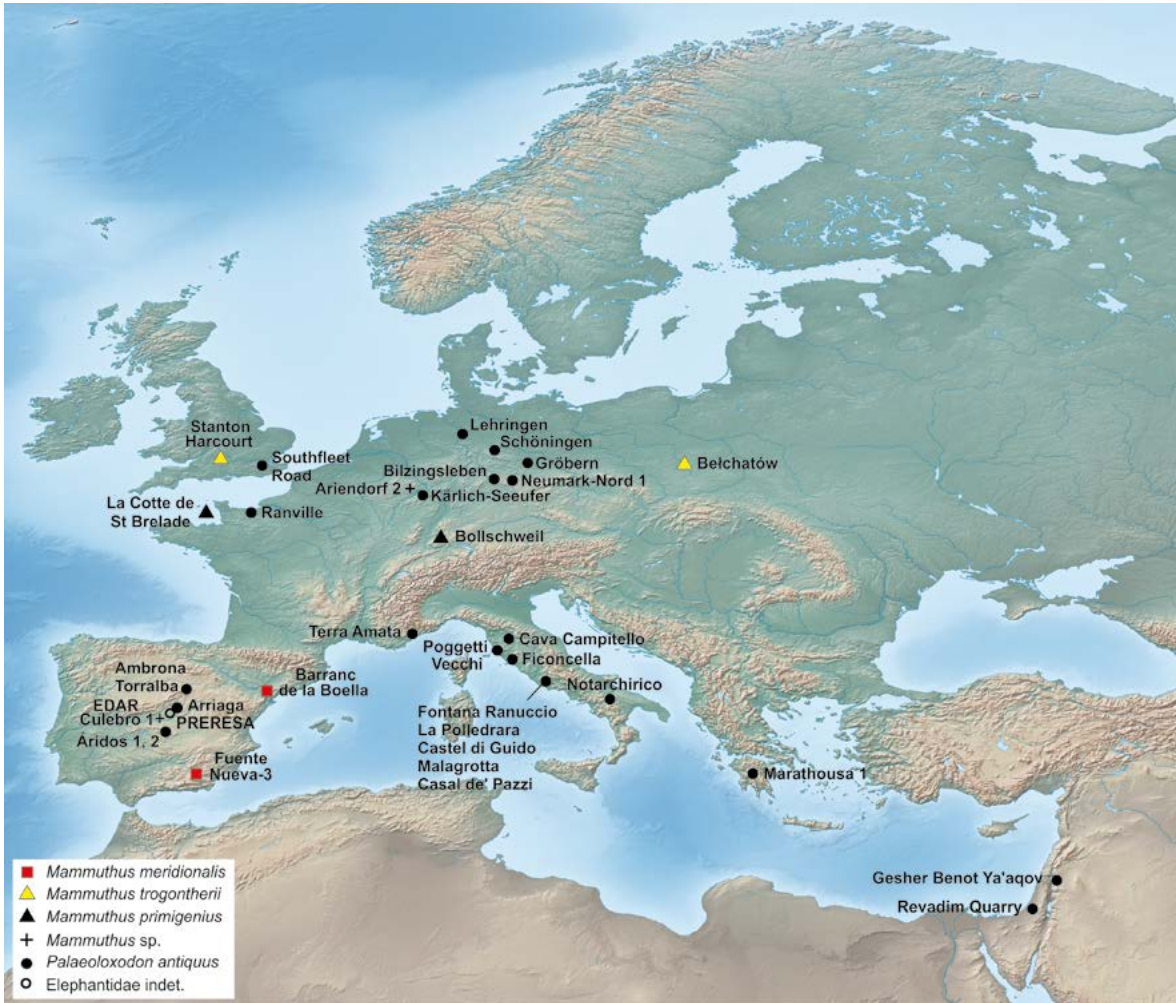 Lehringen
Stanton
Harcourt
Schöningen
Southfleet
Road
Gröbern
Bełchatów
Bilzingsleben
Neumark-Nord 1
Ariendorf 2
Kärlich-Seeufer
La Cotte de
St Brelade
Ranville
Bollschweil
Terra Amata
Cava Campitello
Poggetti
Vecchi
Ficoncella
Ambrona
Torralba
Barranc
de la Boella
Notarchirico
EDAR
Culebro 1
Arriaga
PRERESA
Áridos 1, 2
Fontana Ranuccio
La Polledrara
Castel di Guido
Malagrotta
Casal de' Pazzi
Fuente
Nueva-3
Marathousa 1
Gesher Benot Ya'aqov
Revadim Quarry
Mammuthus meridionalis
Mammuthus trogontherii
Mammuthus primigenius
Mammuthus sp.
Palaeoloxodon antiquus
Elephantidae indet.